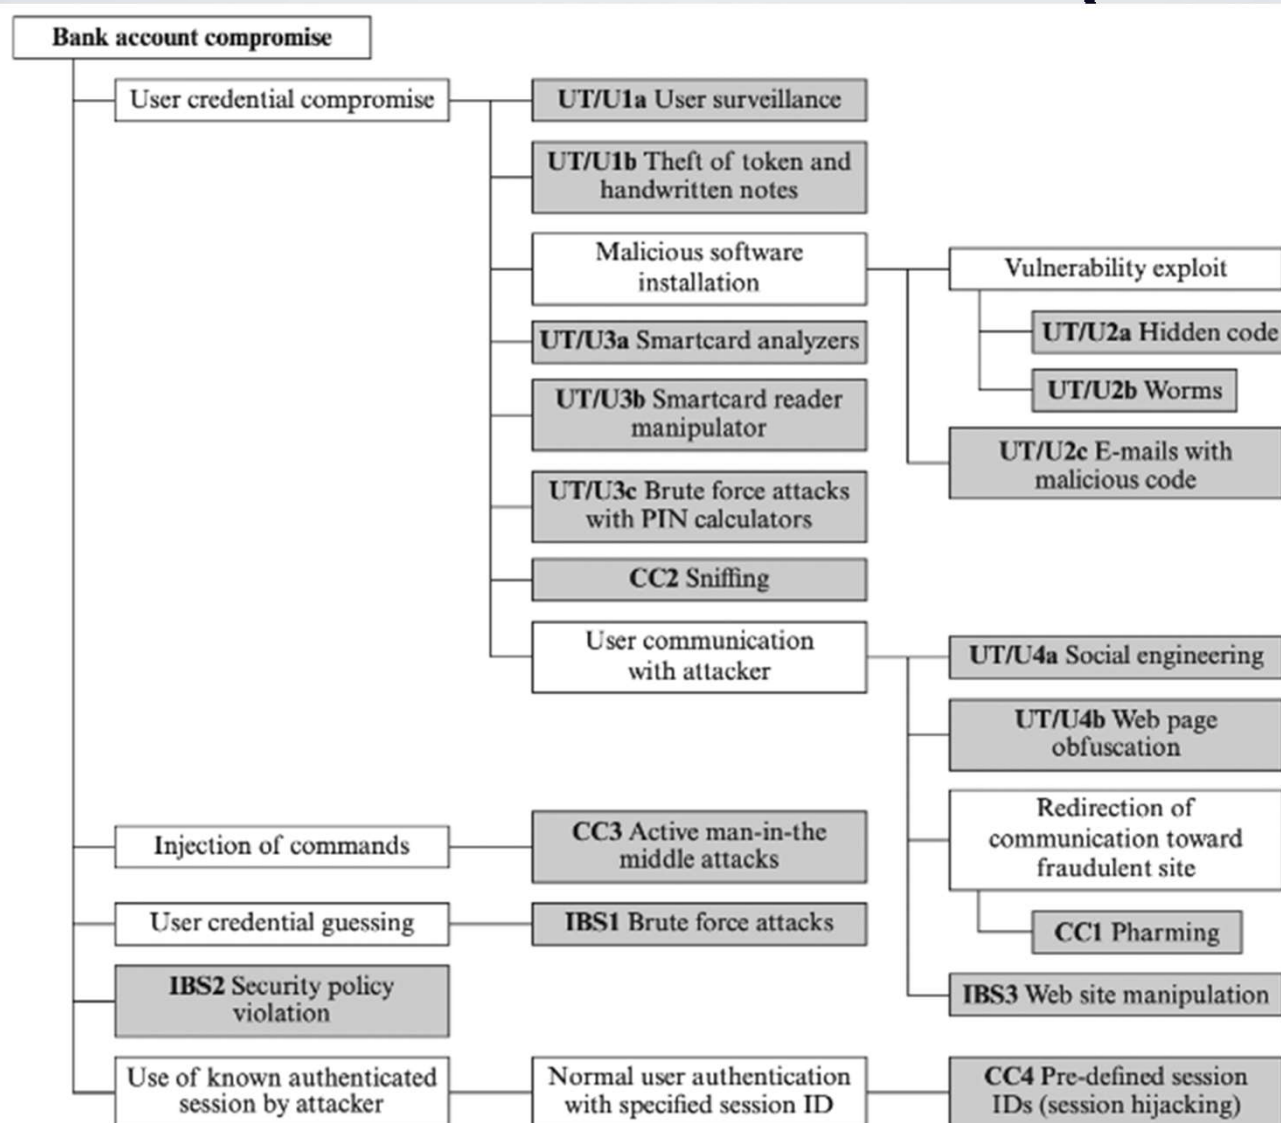 Bank account compromise
User credential compromise
UT/U1a User surveillance
UT/U1b Theft of token and
handwritten notes
Malicious software
installation
Vulnerability exploit
UT/U2a Hidden code
UT/U2b Worms
UT/U2c E-mails with
malicious code
UT/U3a Smartcard analyzers
UT/U3b Smartcard reader
manipulator
UT/U3c Brute force attacks
with PIN calculators
CC2 Sniffing
User communication
with attacker
UT/U4a Social engineering
UT/U4b Web page
obfuscation
Redirection of
communication toward
fraudulent site
CC1 Pharming
IBS3 Web site manipulation
Injection of commands
CC3 Active man-in-the
middle attacks
User credential guessing
IBS1 Brute force attacks
IBS2 Security policy
violation
Use of known authenticated
session by attacker
Normal user authentication
with specified session ID
CC4 Pre-defined session
IDs (session hijacking)